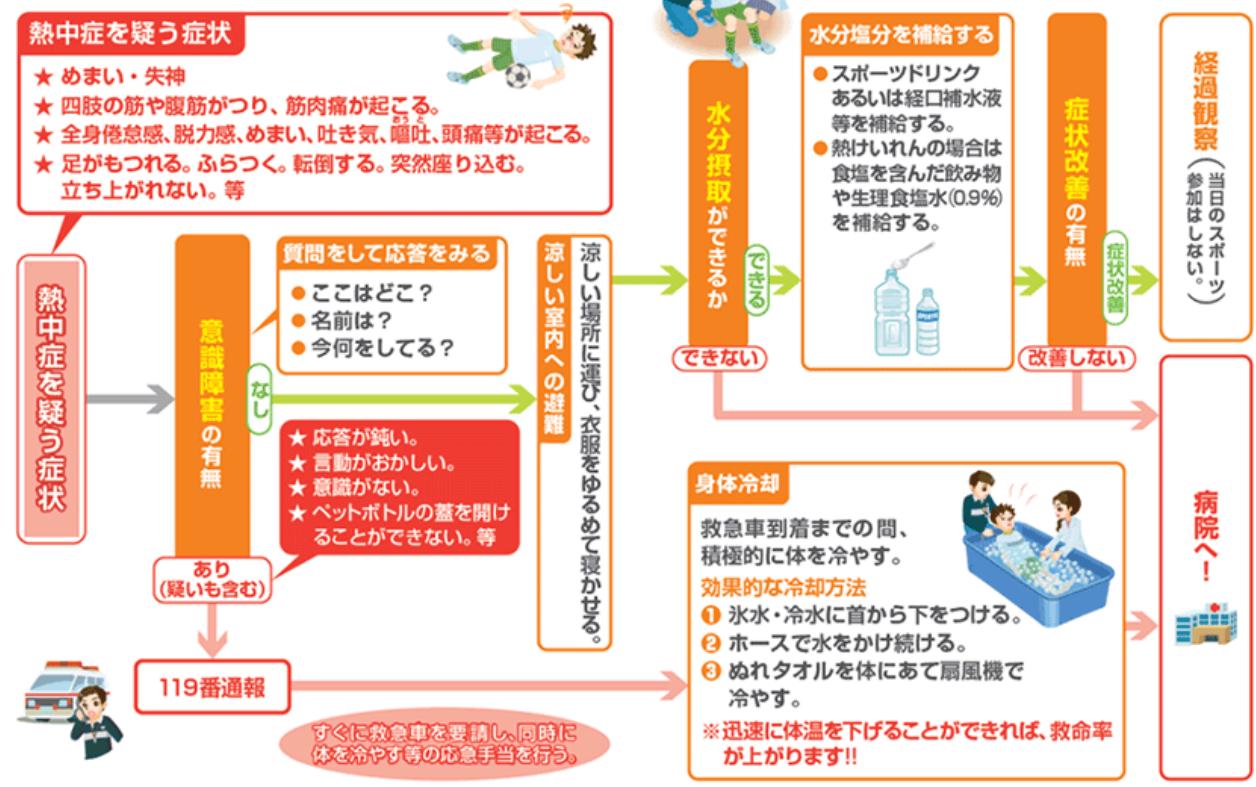 熱中症を疑う症状
★ めまい・失神
★ 四肢の筋や腹筋がつり、筋肉痛が起こる。
★ 全身倦怠感、脱力感、めまい、吐き気、嘔吐、頭痛等が起こる。
おうと
★ 足がもつれる。ふらつく。転倒する。突然座り込む。
立ち上がれない。等
熱中症を疑う症状
意識障害の有無
質問をして応答をみる
● ここはどこ？
● 名前は？
● 今何をしてる？
なし
★ 応答が鈍い。
★ 言動がおかしい。
★ 意識がない。
★ ペットボトルの蓋を開け
ることができない。等
あり
（疑いも含む）
119番通報
すぐに救急車を要請し、同時に
体を冷やす等の応急手当を行う。
涼しい室内への避難
涼しい場所に運び、衣服をゆるめて寝かせる。
水分摂取ができるか
できる
できない
水分塩分を補給する
● スポーツドリンク
あるいは経口補水液
等を補給する。
● 熱けいれんの場合は
食塩を含んだ飲み物
や生理食塩水(0.9%)
を補給する。
症状改善の有無
症状改善
改善しない
経過観察
（当日のスポーツ
参加はしない。）
身体冷却
救急車到着までの間、
積極的に体を冷やす。
効果的な冷却方法
❶ 氷水・冷水に首から下をつける。
❷ ホースで水をかけ続ける。
❸ ぬれタオルを体にあて扇風機で
冷やす。
※迅速に体温を下げることができれば、救命率
が上がります!!
病院へ！